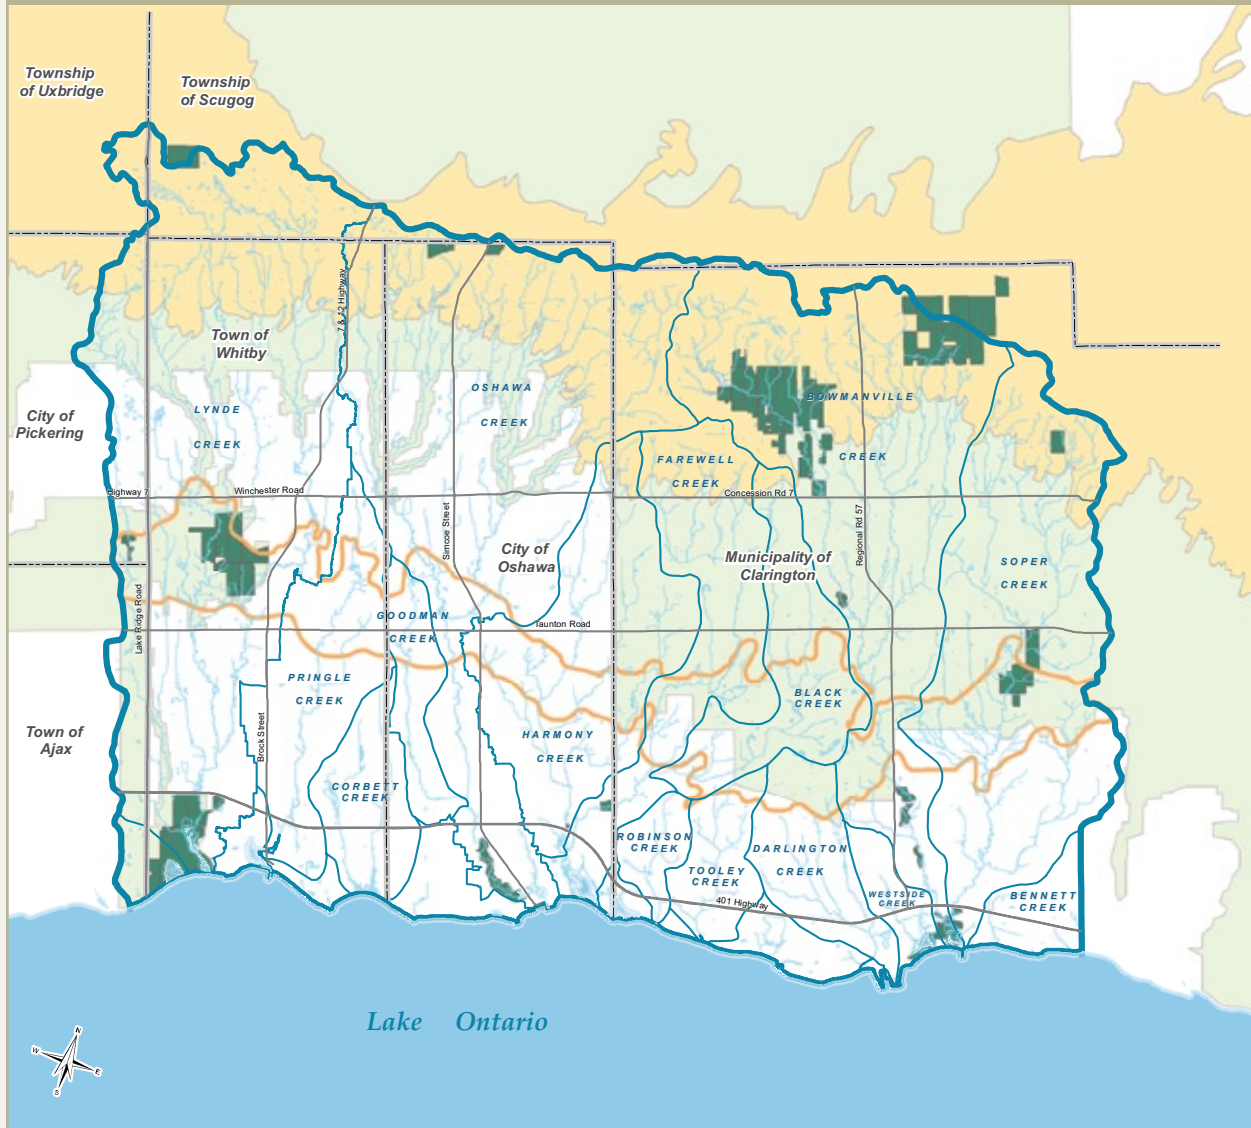 Township
of Uxbridge
Township
of Scugog
7 & 12 Highway
Town of
Whitby
City of
Pickering
LYNDE
CREEK
OSHAWA
CREEK
BOWMANVILLE
CREEK
FAREWELL
CREEK
Highway 7
Winchester Road
Concession Rd 7
Simcoe Street
Regional Rd 57
City of
Oshawa
Municipality of
Clarington
SOPER
CREEK
Lake Ridge Road
GOODMAN
CREEK
Taunton Road
PRINGLE
CREEK
BLACK
CREEK
Town of
Ajax
Brock Street
HARMONY
CREEK
CORBETT
CREEK
ROBINSON
CREEK
DARLINGTON
CREEK
TOOLEY
CREEK
WESTSIDE
CREEK
BENNETT
CREEK
401 Highway
Lake Ontario
N
W
E
S